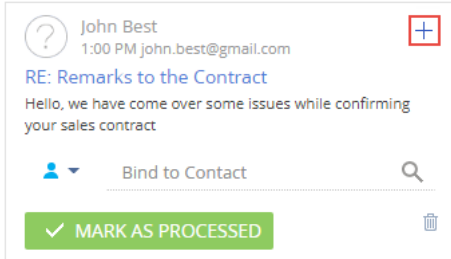 John Best
1:00 PM john.best@gmail.com
RE: Remarks to the Contract
Hello, we have come over some issues while confirming
your sales contract
Bind to Contact
MARK AS PROCESSED